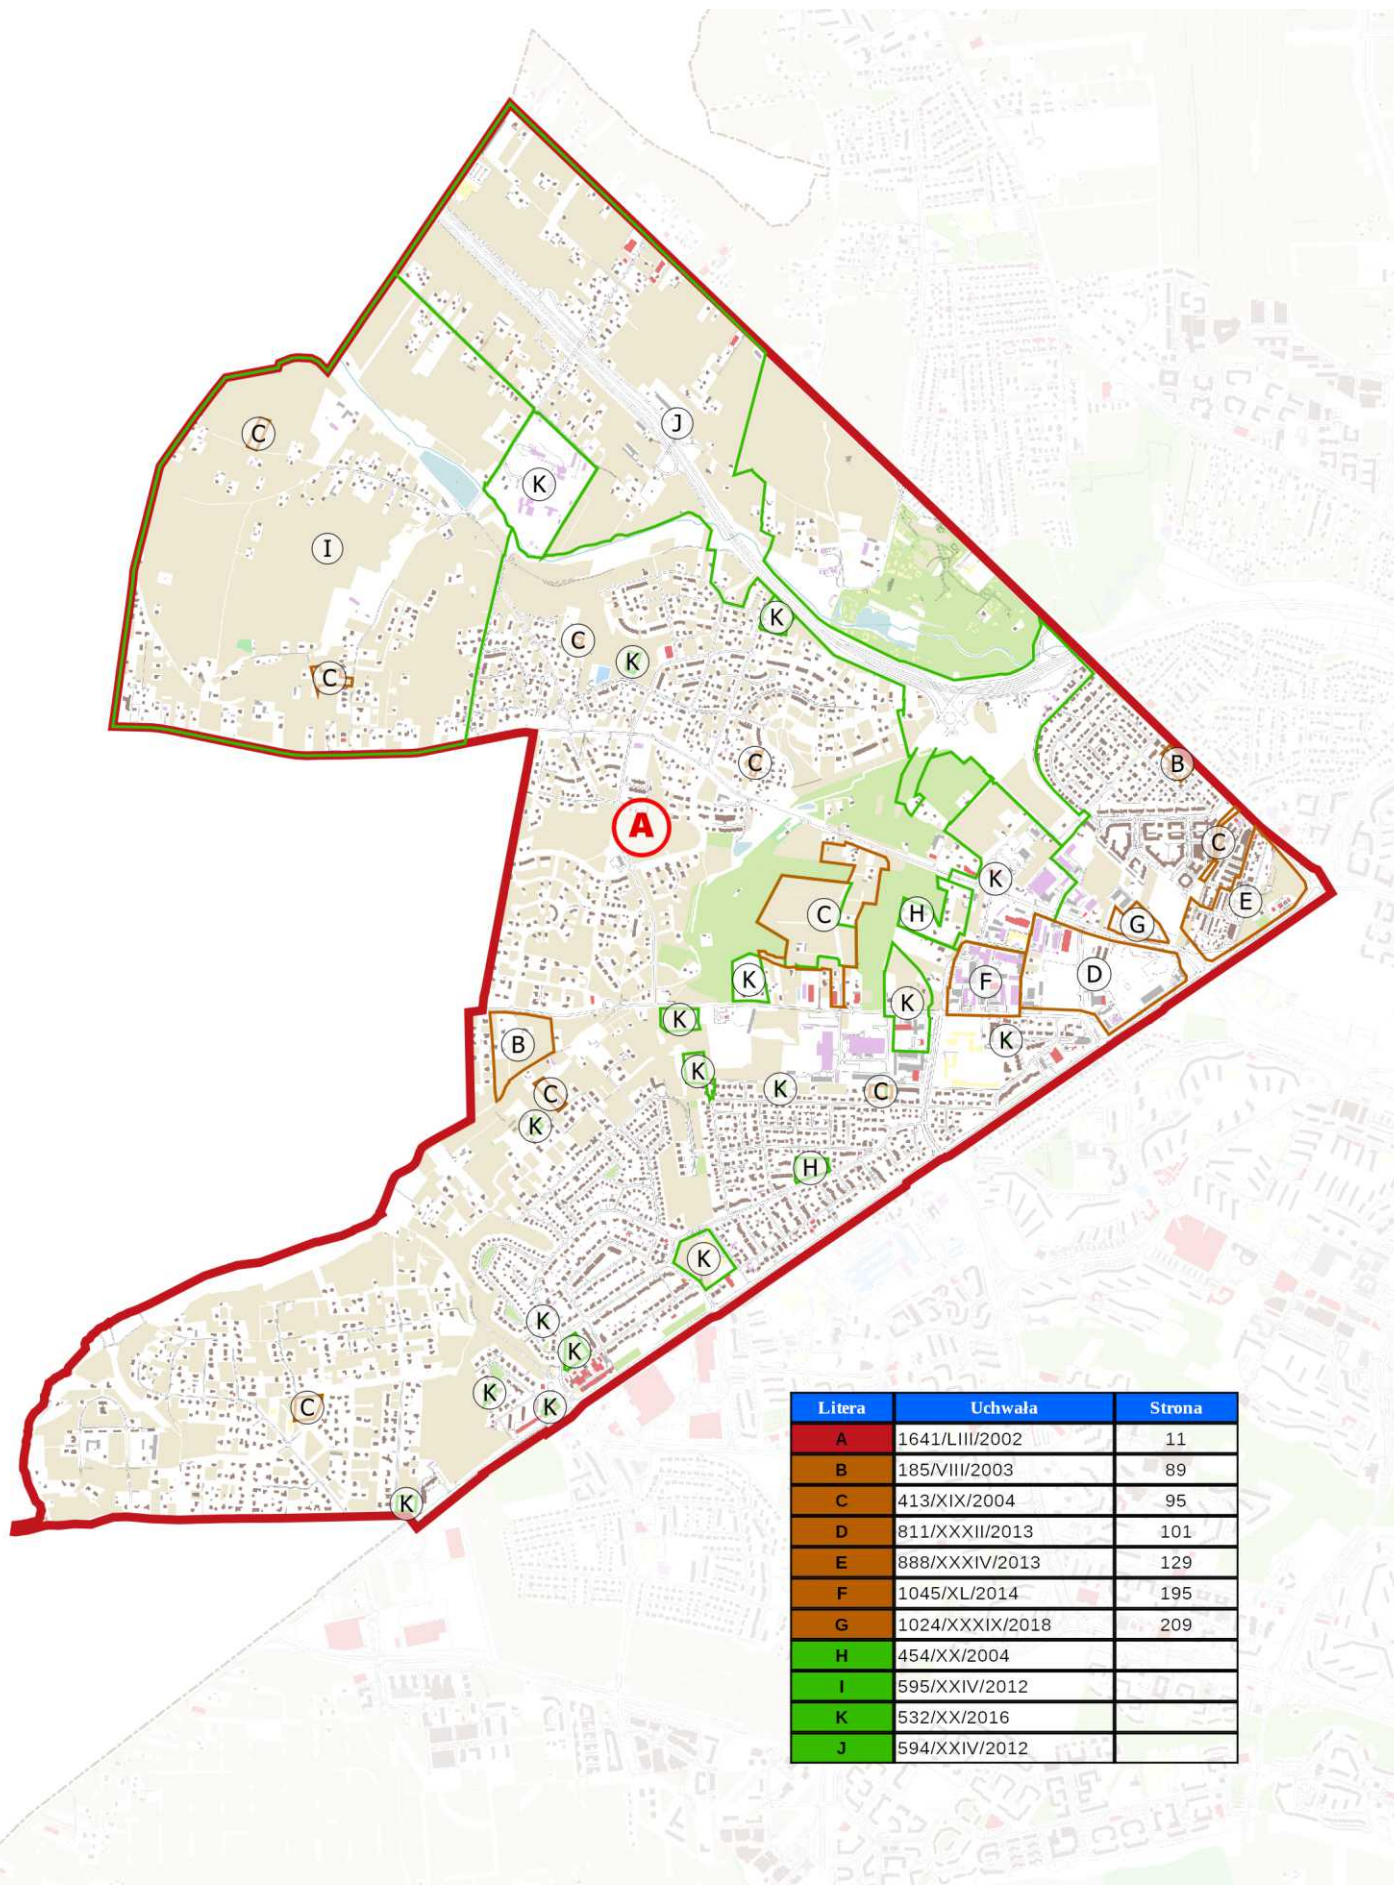 J
C
K
I
K
C
K
C
C
B
A
C
K
E
C
H
G
K
D
F
K
K
B
K
K
K
C
C
K
H
K
K
K
K
K
C
K
Litera Uchwała Strona
A 1641/LIII/2002 11
B 185/VIII/2003 89
C 413/XIX/2004 95
D 811/XXXII/2013 101
E 888/XXXIV/2013 129
F 1045/XL/2014 195
G 1024/XXXIX/2018 209
H 454/XX/2004
I 595/XXIV/2012
K 532/XX/2016
J 594/XXIV/2012